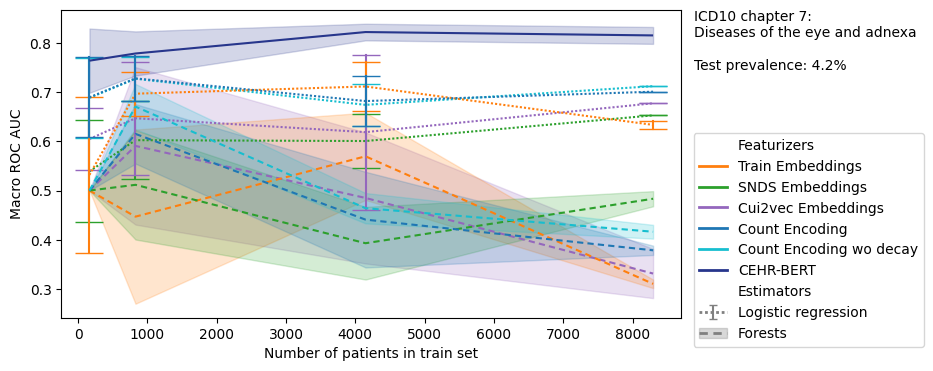 ICD10 chapter 7:
Diseases of the eye and adnexa
Test prevalence: 4.2%
Macro ROC AUC
0.8
0.7
0.6
0.5
0.4
0.3
0
1000
2000
3000
4000
5000
6000
7000
8000
Number of patients in train set
Featurizers
Train Embeddings
SNDS Embeddings
Cui2vec Embeddings
Count Encoding
Count Encoding wo decay
CEHR-BERT
Estimators
Logistic regression
Forests